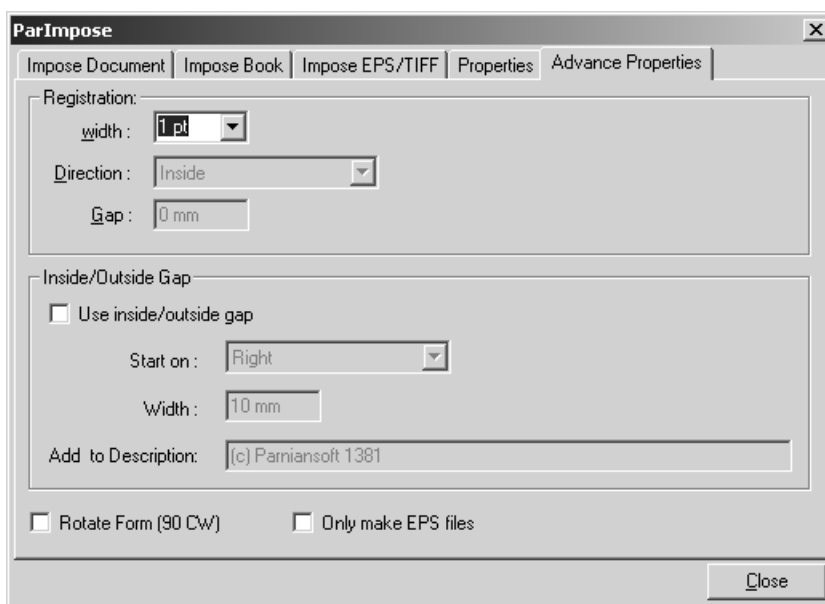 ParImpose
Impose Document Impose Book Impose EPS/TIFF Properties Advance Properties
Registration:
width : 1 pt
Direction : Inside
Gap : 0 mm
Inside/Outside Gap
Use inside/outside gap
Start on : Right
Width : 10 mm
Add to Description: (c) Parniansoft 1381
Rotate Form (90 CW) Only make EPS files
Close